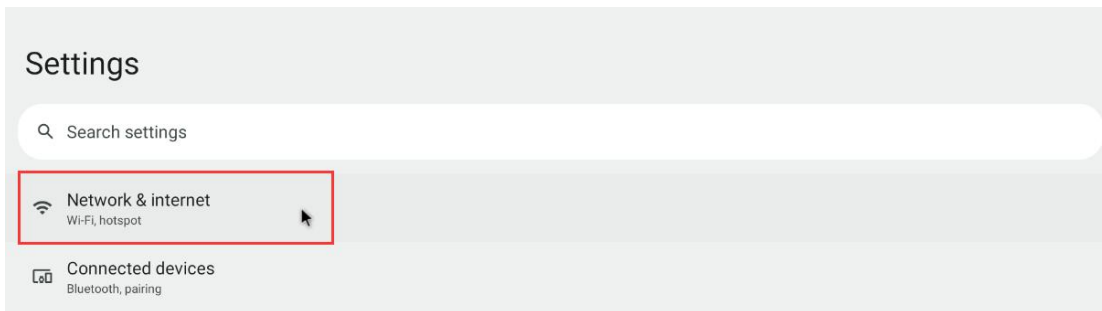 Settings
Search settings
Network & internet
Wi-Fi, hotspot
Connected devices
Bluetooth, pairing